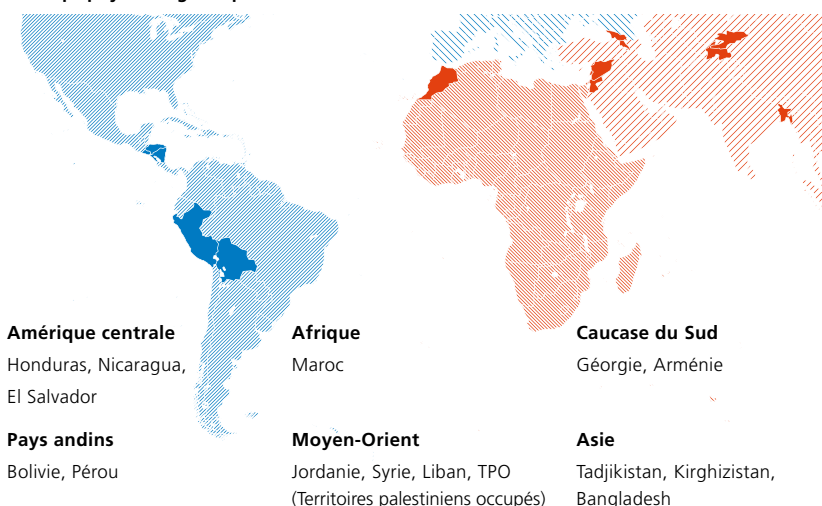 Amérique centrale
Honduras, Nicaragua,
El Salvador
Afrique
Maroc
Caucase du Sud
Géorgie, Arménie
Pays andins
Bolivie, Pérou
Moyen-Orient
Jordanie, Syrie, Liban, TPO
(Territoires palestiniens occupés)
Asie
Tadjikistan, Kirghizistan,
Bangladesh